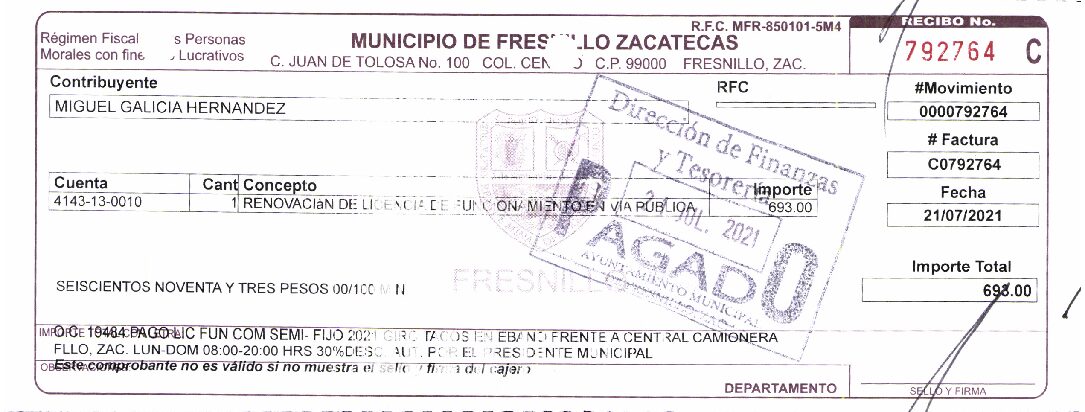 R.F.C. MFR-850101-5M4
RECIBO No.
792764 C
Régimen Fiscal s Personas
Morales con fine Lucrativos
MUNICIPIO DE FRESNILLO ZACATECAS
C. JUAN DE TOLOSA No. 100 COL. CEN O C.P. 99000 FRESNILLO, ZAC.
Contribuyente
RFC
MIGUEL GALICIA HERNANDEZ
#Movimiento
0000792764
# Factura
C0792764
Fecha
21/07/2021
Dirección de Finanzas
y Tesorería
JUL. 2021
PAGADO
AYUNTAMIENTO MUNICIPAL
Cuenta Cant Concepto Importe
4143-13-0010 1 RENOVACIóN DE LICENCIA DE FUNCIONAMIENTO EN VIA PUBLICA 693.00
FRESNILLO
Importe Total
693.00
SEISCIENTOS NOVENTA Y TRES PESOS 00/100 M N
O.C. 19484 PAGO LIC FUN COM SEMI- FIJO 2021 GIRO TACOS EN EBANO FRENTE A CENTRAL CAMIONERA
FLLO, ZAC. LUN-DOM 08:00-20:00 HRS 30%DESC. AUT. POR EL PRESIDENTE MUNICIPAL
OBSERVACIONES
Este comprobante no es válido si no muestra el sello y firma del cajero
DEPARTAMENTO
SELLO Y FIRMA